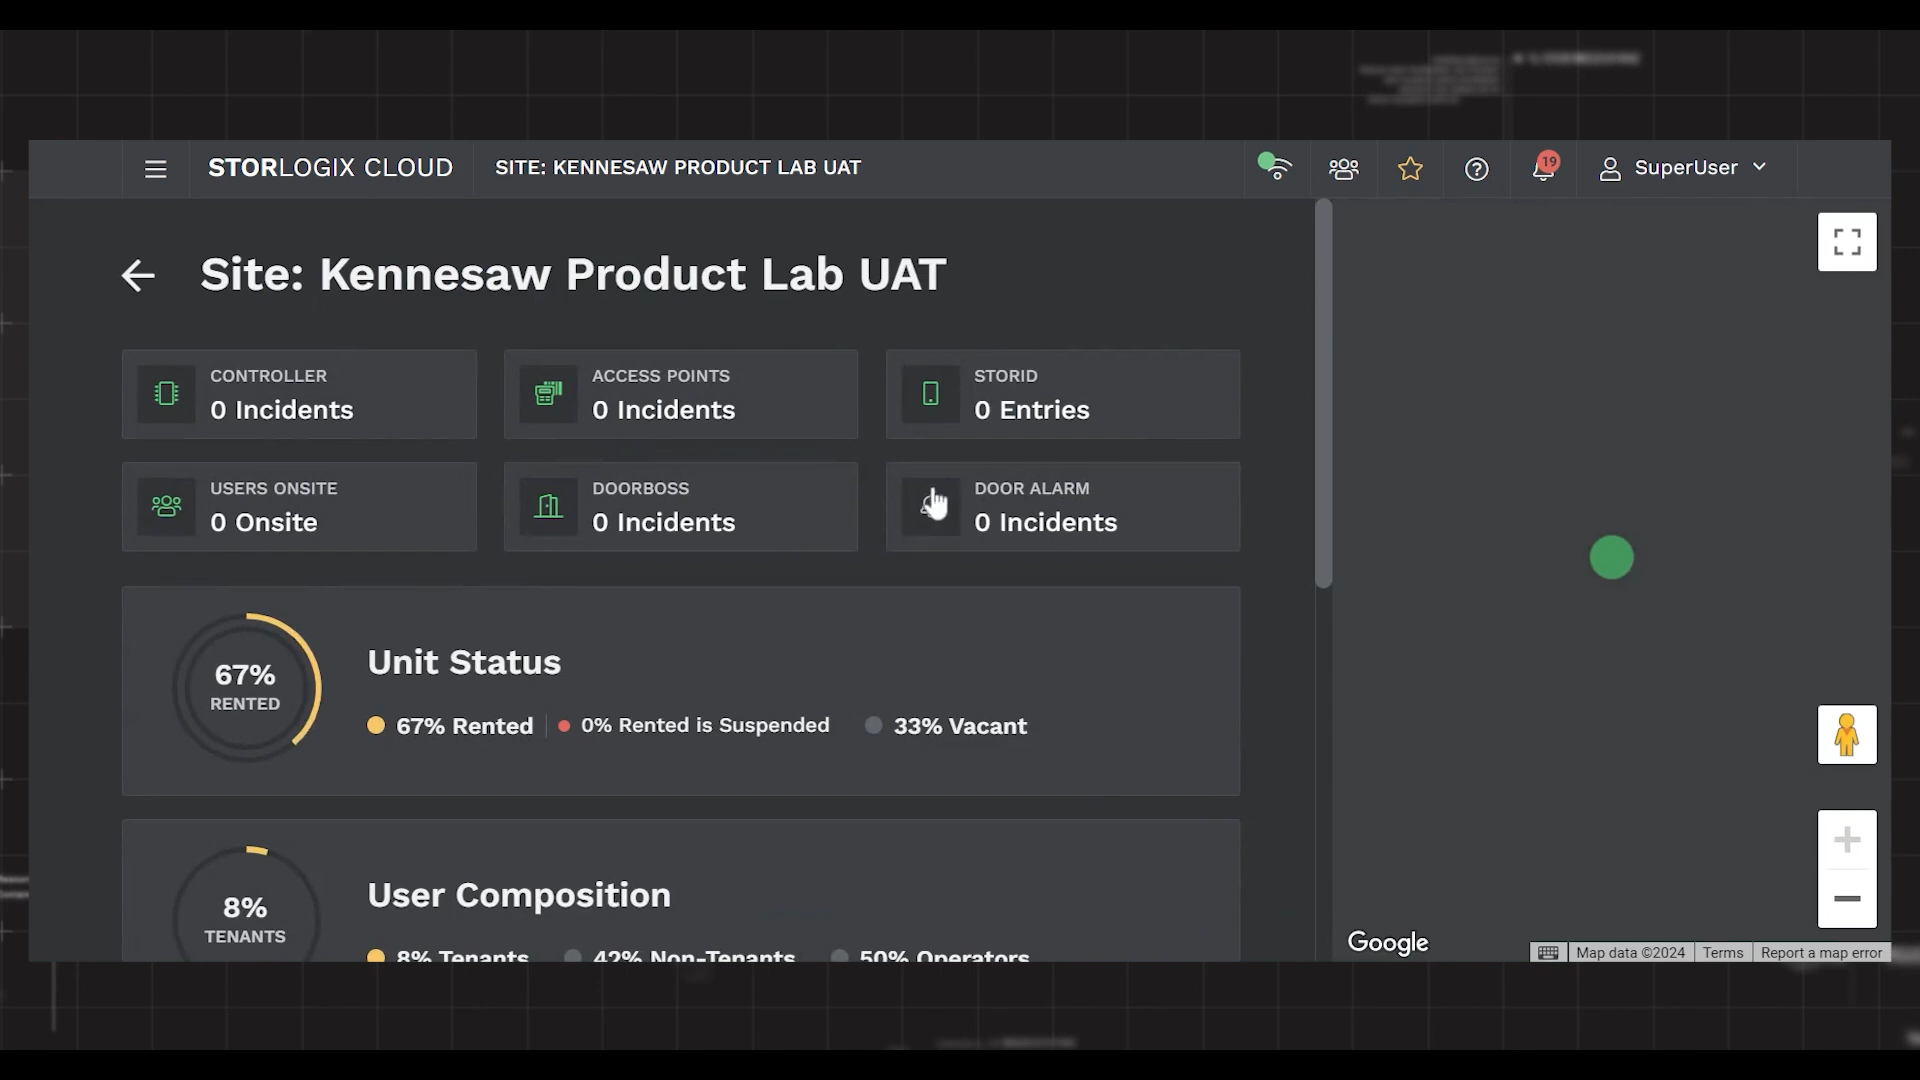 STORLOGIX CLOUD
SITE: KENNESAW PRODUCT LAB UAT
19
SuperUser
Site: Kennesaw Product Lab UAT
CONTROLLER
0 Incidents
ACCESS POINTS
0 Incidents
STORID
0 Entries
USERS ONSITE
0 Onsite
DOORBOSS
0 Incidents
DOOR ALARM
0 Incidents
67%
RENTED
Unit Status
67% Rented
0% Rented is Suspended
33% Vacant
8%
TENANTS
User Composition
8% Tenants
42% Non-Tenants
50% Operators
Google
Map data ©2024
Terms
Report a map error